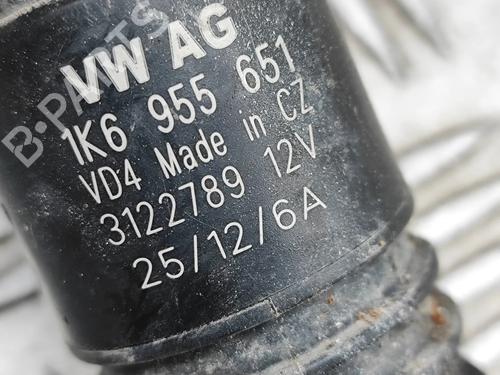 VW AG
1K6 955 651
VD4 Made in CZ
3122789 12V
25/12/6A
B-PARTS